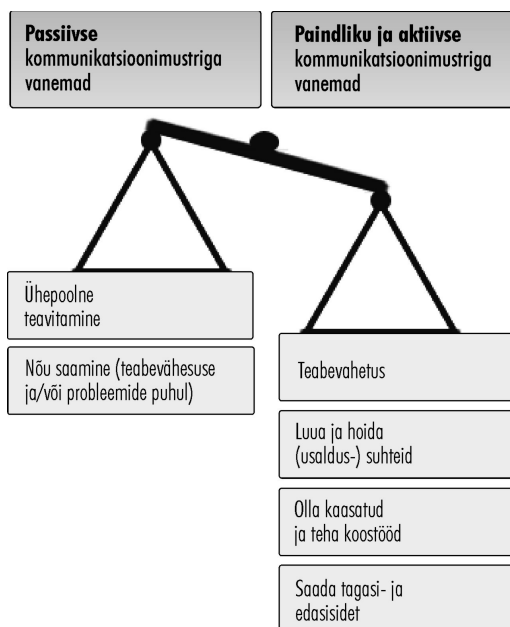 Passiivse
kommunikatsioonimustriga
vanemad
Paindliku ja aktiivse
kommunikatsioonimustriga
vanemad
Ühepoolne
teavitamine
Nõu saamine (teabevähesuse
ja/või probleemide puhul)
Teabevahetus
Luua ja hoida
(usaldus-) suhteid
Olla kaasatud
ja teha koostööd
Saada tagasi- ja
edasisidet